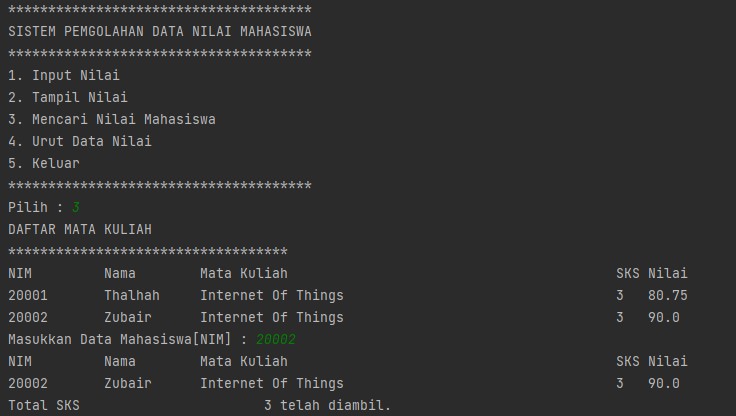 **************************************
SISTEM PEMGOLAHAN DATA NILAI MAHASISWA
**************************************
1. Input Nilai
2. Tampil Nilai
3. Mencari Nilai Mahasiswa
4. Urut Data Nilai
5. Keluar
**************************************
Pilih : 3
DAFTAR MATA KULIAH
***********************************
NIM Nama Mata Kuliah SKS Nilai
20001 Thalhah Internet Of Things 3 80.75
20002 Zubair Internet Of Things 3 90.0
Masukkan Data Mahasiswa[NIM] : 20002
NIM Nama Mata Kuliah SKS Nilai
20002 Zubair Internet Of Things 3 90.0
Total SKS 3 telah diambil.